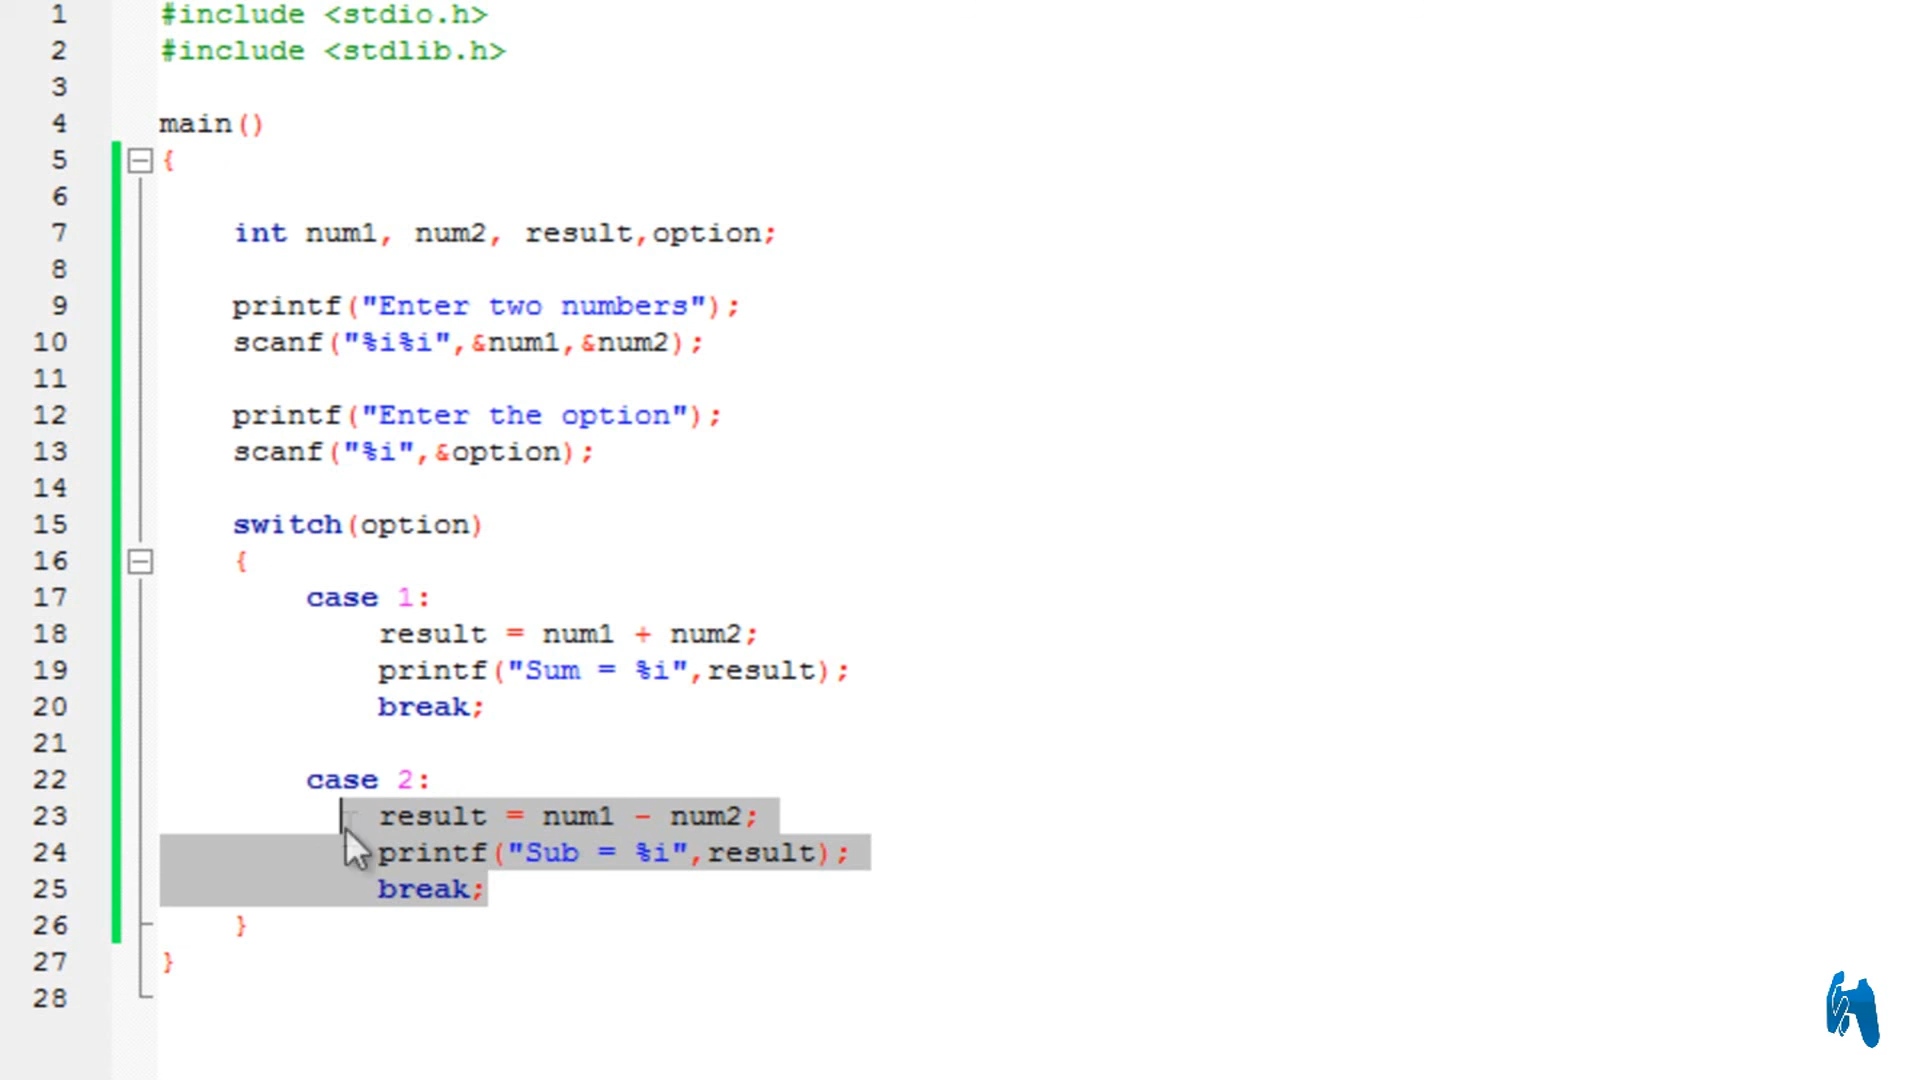 1 #include <stdio.h>
2 #include <stdlib.h>
3
4 main()
5 {
6
7 int num1, num2, result,option;
8
9 printf("Enter two numbers");
10 scanf("%i%i",&num1,&num2);
11
12 printf("Enter the option");
13 scanf("%i",&option);
14
15 switch(option)
16 {
17 case 1:
18 result = num1 + num2;
19 printf("Sum = %i",result);
20 break;
21
22 case 2:
23 result = num1 - num2;
24 printf("Sub = %i",result);
25 break;
26 }
27 }
28